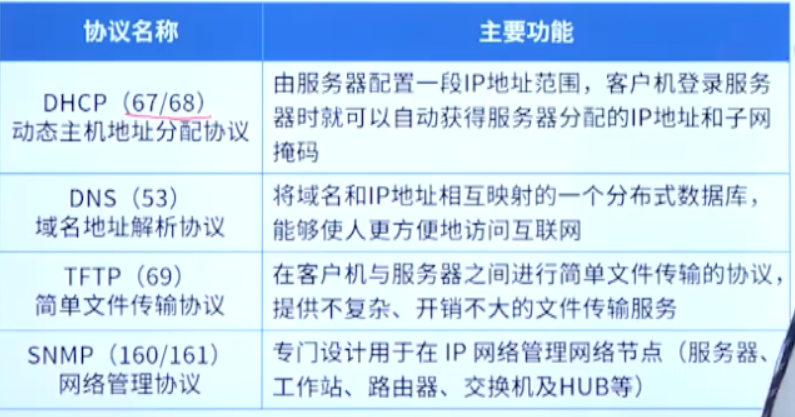 协议名称
主要功能
DHCP（67/68）
动态主机地址分配协议
由服务器配置一段IP地址范围，客户机登录服务
器时就可以自动获得服务器分配的IP地址和子网
掩码
DNS（53）
域名地址解析协议
将域名和IP地址相互映射的一个分布式数据库，
能够使人更方便地访问互联网
TFTP（69）
简单文件传输协议
在客户机与服务器之间进行简单文件传输的协议，
提供不复杂、开销不大的文件传输服务
SNMP（160/161）
网络管理协议
专门设计用于在 IP 网络管理网络节点（服务器、
工作站、路由器、交换机及HUB等）